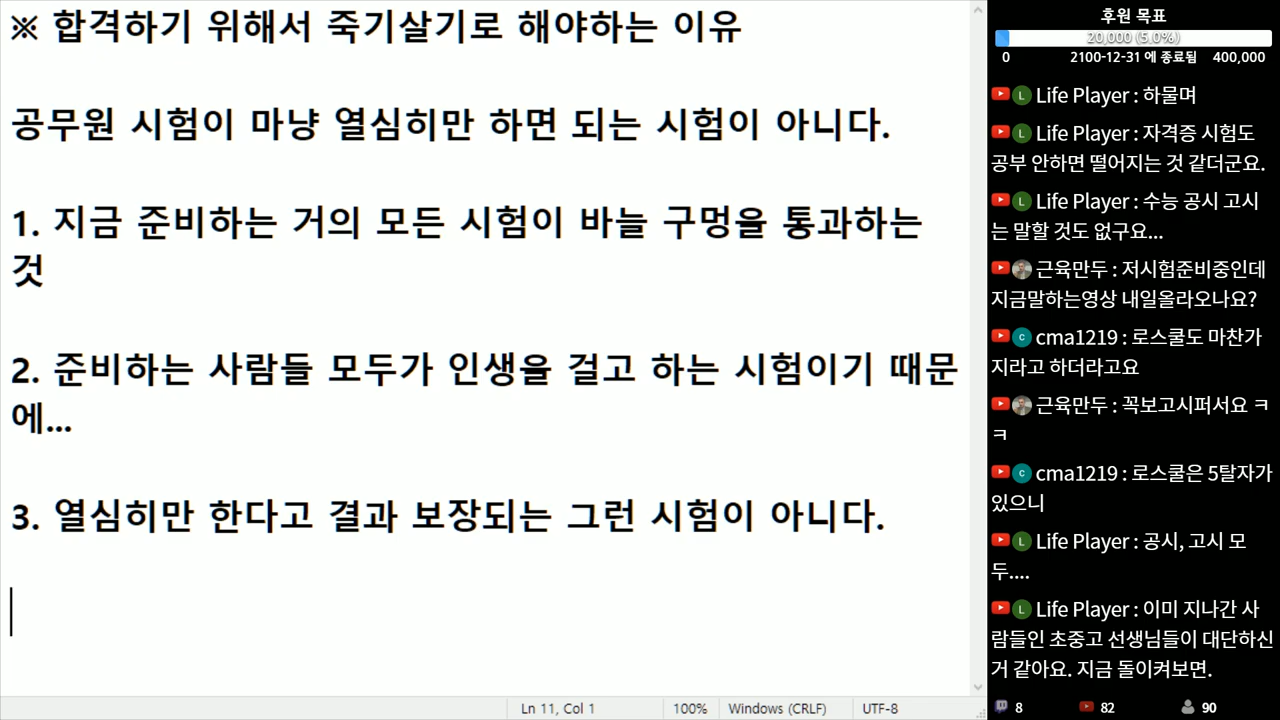 ※ 합격하기 위해서 죽기살기로 해야하는 이유
공무원 시험이 마냥 열심히만 하면 되는 시험이 아니다.
1. 지금 준비하는 거의 모든 시험이 바늘 구멍을 통과하는
것
2. 준비하는 사람들 모두가 인생을 걸고 하는 시험이기 때문
에...
3. 열심히만 한다고 결과 보장되는 그런 시험이 아니다.
Ln 11, Col 1
100%
Windows (CRLF)
UTF-8
후원 목표
20,000 (5.0%)
0
2100-12-31 에 종료됨
400,000
L Life Player : 하물며
L Life Player : 자격증 시험도
공부 안하면 떨어지는 것 같더군요.
L Life Player : 수능 공시 고시
는 말할 것도 없구요...
근육만두 : 저시험준비중인데
지금말하는영상 내일올라오나요?
c cma1219 : 로스쿨도 마찬가
지라고 하더라고요
근육만두 : 꼭보고시퍼서요 ㅋ
ㅋ
c cma1219 : 로스쿨은 5탈자가
있으니
L Life Player : 공시, 고시 모
두....
L Life Player : 이미 지나간 사
람들인 초중고 선생님들이 대단하신
거 같아요. 지금 돌이켜보면.
8
82
90